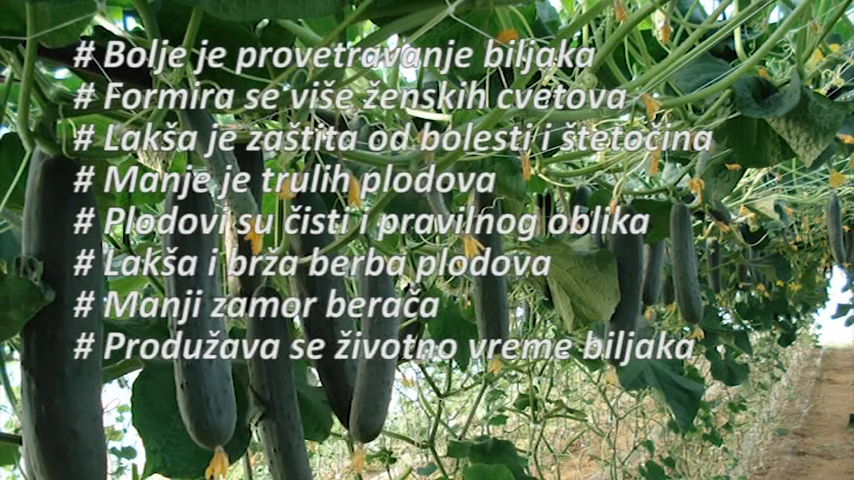 # Bolje je provetravanje biljaka
# Formira se više ženskih cvetova
# Lakša je zaštita od bolesti i štetočina
# Manje je trulih plodova
# Plodovi su čisti i pravilnog oblika
# Lakša i brža berba plodova
# Manji zamor berača
# Produžava se životno vreme biljaka